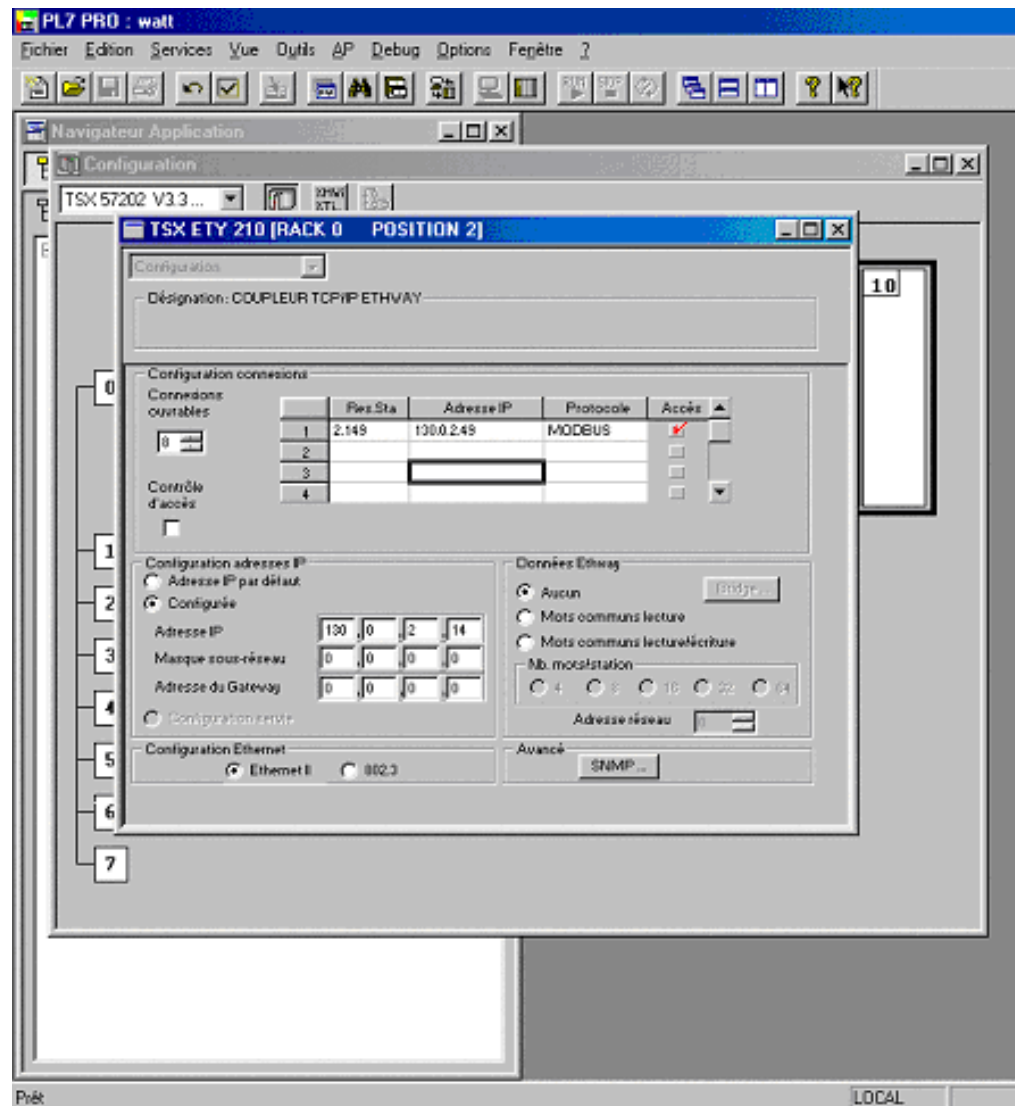 PL7 PRO : watt
Fichier Edition Services Vue Outils AP Debug Options Fenêtre ?
Navigateur Application
Configuration
TSX 57202 V3.3...
XMWI
XTL
TSX ETY 210 [RACK 0 POSITION 2]
Configuration
Désignation: COUPLEUR TCP/IP ETHWAY
10
Configuration connexions
0
Connexions ouvrables
8
Res.Sta Adresse IP Protocole Accès
1 2.149 130.0.2.49 MODBUS
2
3
4
Contrôle d'accès
1
Configuration adresses IP
Adresse IP par défaut
2
Configurée
Adresse IP 130 . 0 . 2 . 14
3
Masque sous-réseau 0 . 0 . 0 . 0
Adresse du Gateway 0 . 0 . 0 . 0
4
Données Ethway
Aucun
Bridge...
Mots communs lecture
Mots communs lecture/écriture
Nb. mots/station
4 8 16 32 64
Adresse réseau 0
Configuration Ethernet
5
Ethernet II 802.3
Avancé
SNMP...
6
7
Prêt
LOCAL